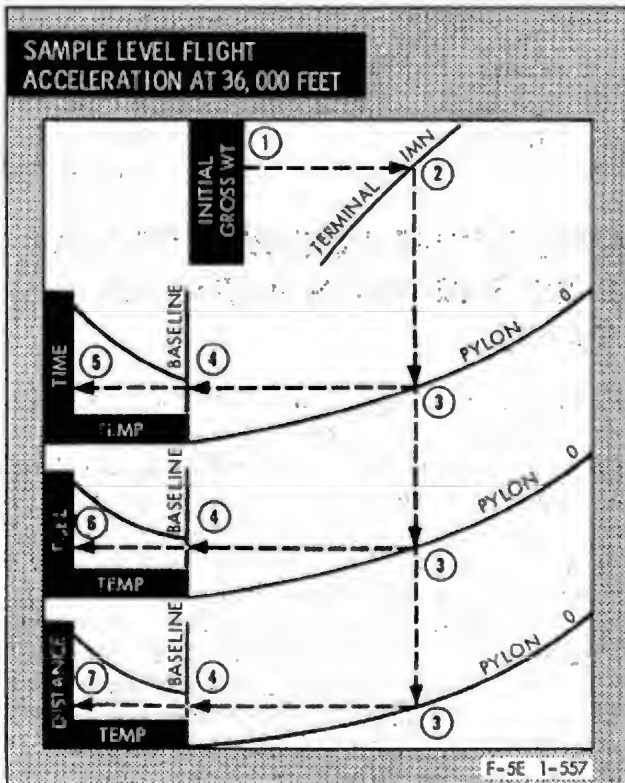 SAMPLE LEVEL FLIGHT
ACCELERATION AT 36,000 FEET
INITIAL
GROSS WT
1
TERMINAL IMN
2
TIME
5
BASELINE
4
PYLON 0
3
TEMP
FUEL
6
BASELINE
4
PYLON 0
3
TEMP
DISTANCE
7
BASELINE
4
PYLON 0
3
TEMP
F-5E 1-557